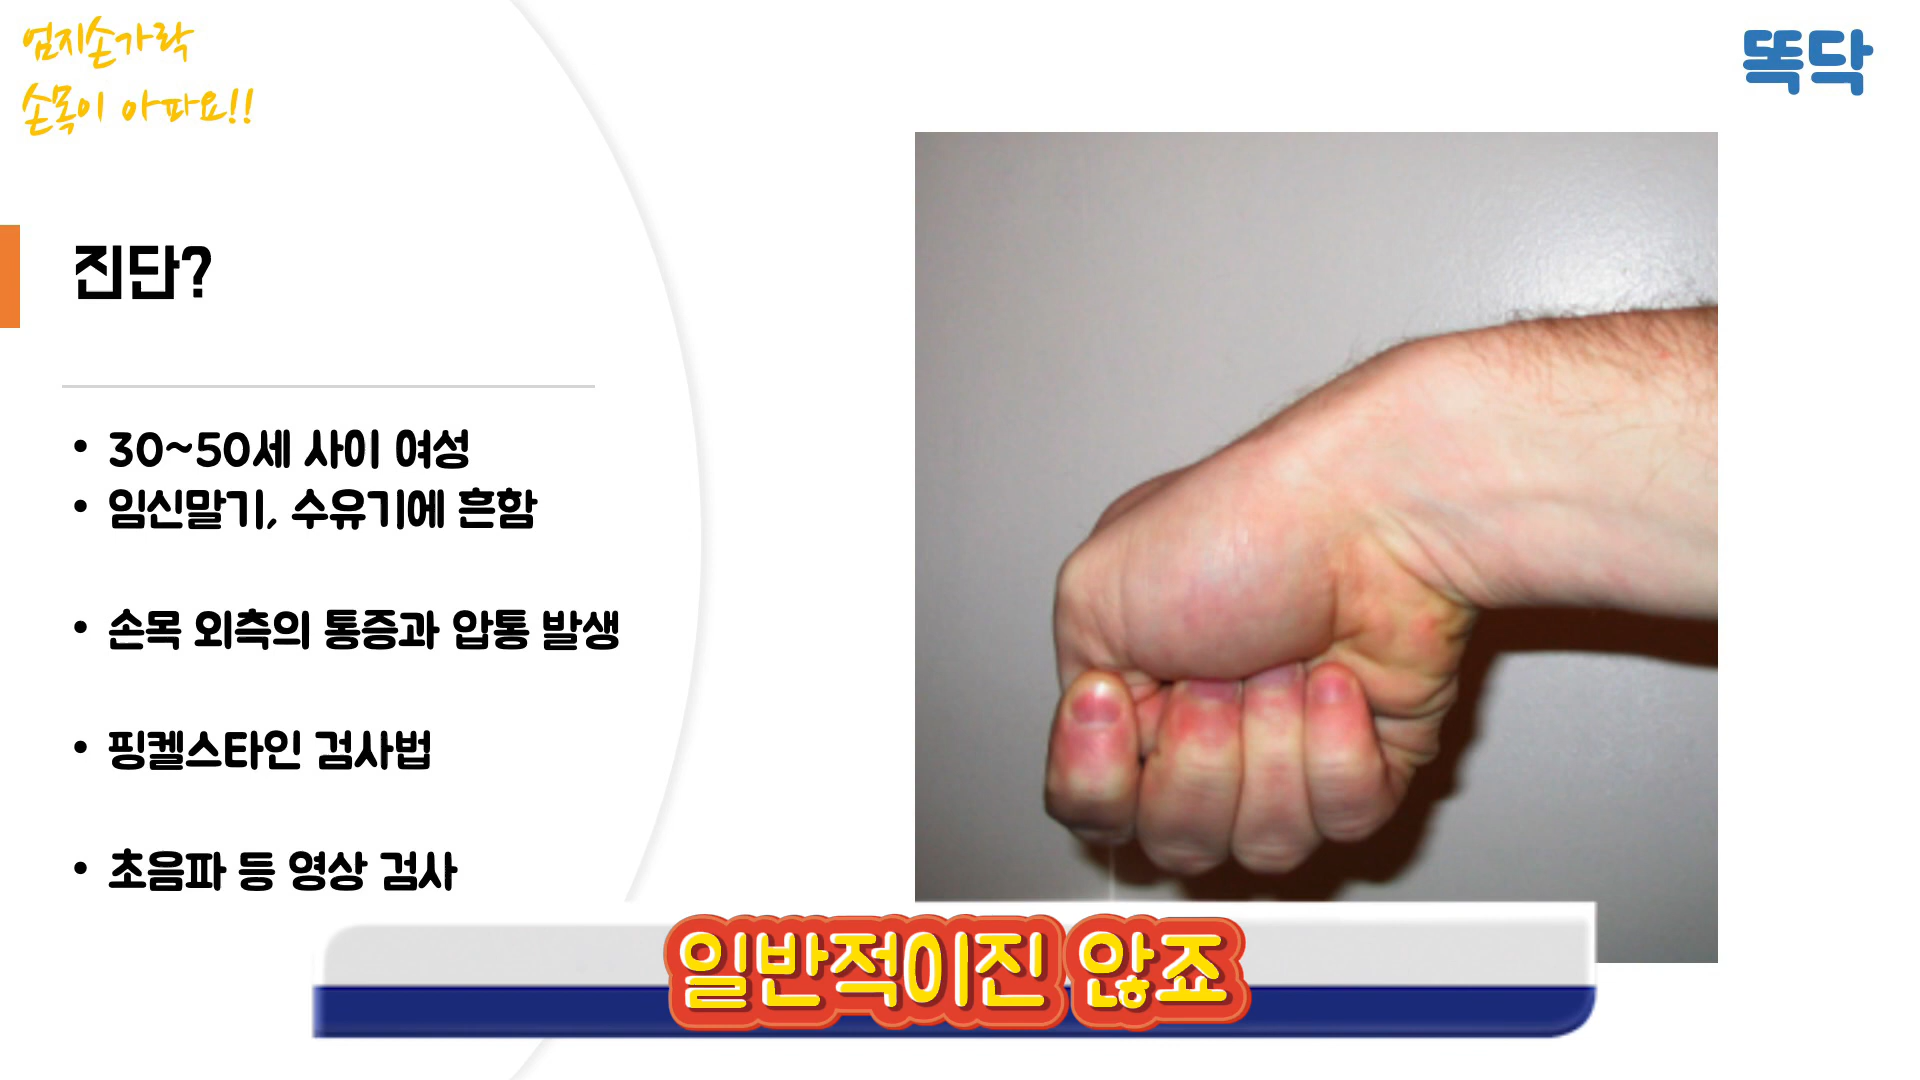 엄지손가락
손목이 아파요!!
똑닥
진단?
• 30~50세 사이 여성
• 임신말기, 수유기에 흔함
• 손목 외측의 통증과 압통 발생
• 핑켈스타인 검사법
• 초음파 등 영상 검사
일반적이진 않죠